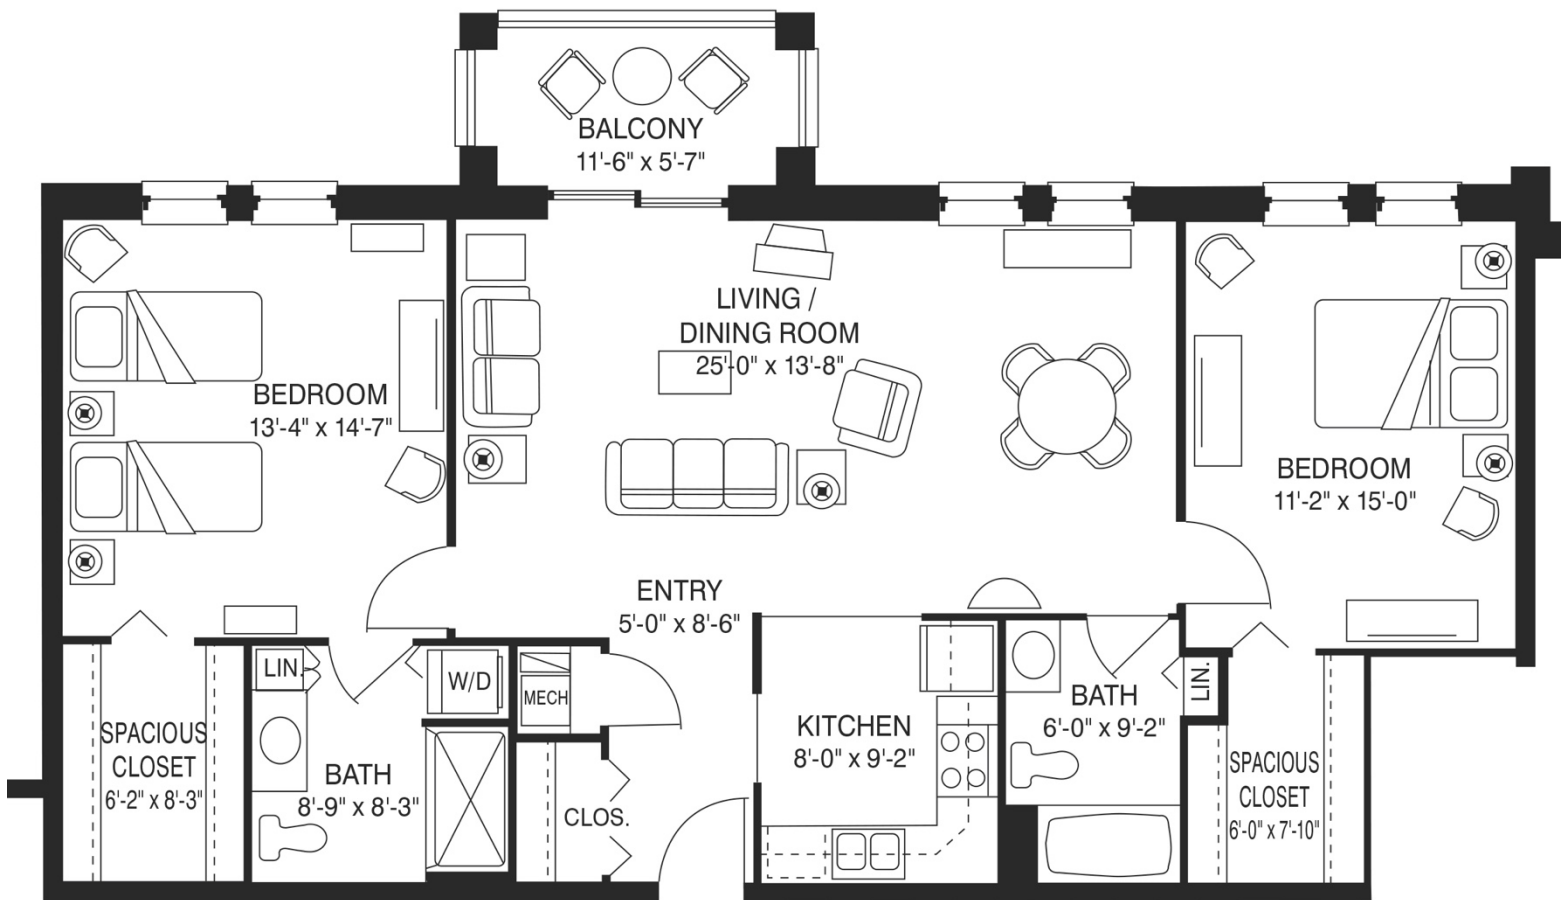 BALCONY
11'-6" x 5'-7"
LIVING /
DINING ROOM
25'-0" x 13'-8"
BEDROOM
13'-4" x 14'-7"
BEDROOM
11'-2" x 15'-0"
ENTRY
5'-0" x 8'-6"
LIN.
W/D
MECH
LIN.
BATH
6'-0" x 9'-2"
KITCHEN
8'-0" x 9'-2"
SPACIOUS
CLOSET
6'-2" x 8'-3"
BATH
8'-9" x 8'-3"
CLOS.
SPACIOUS
CLOSET
6'-0" x 7'-10"